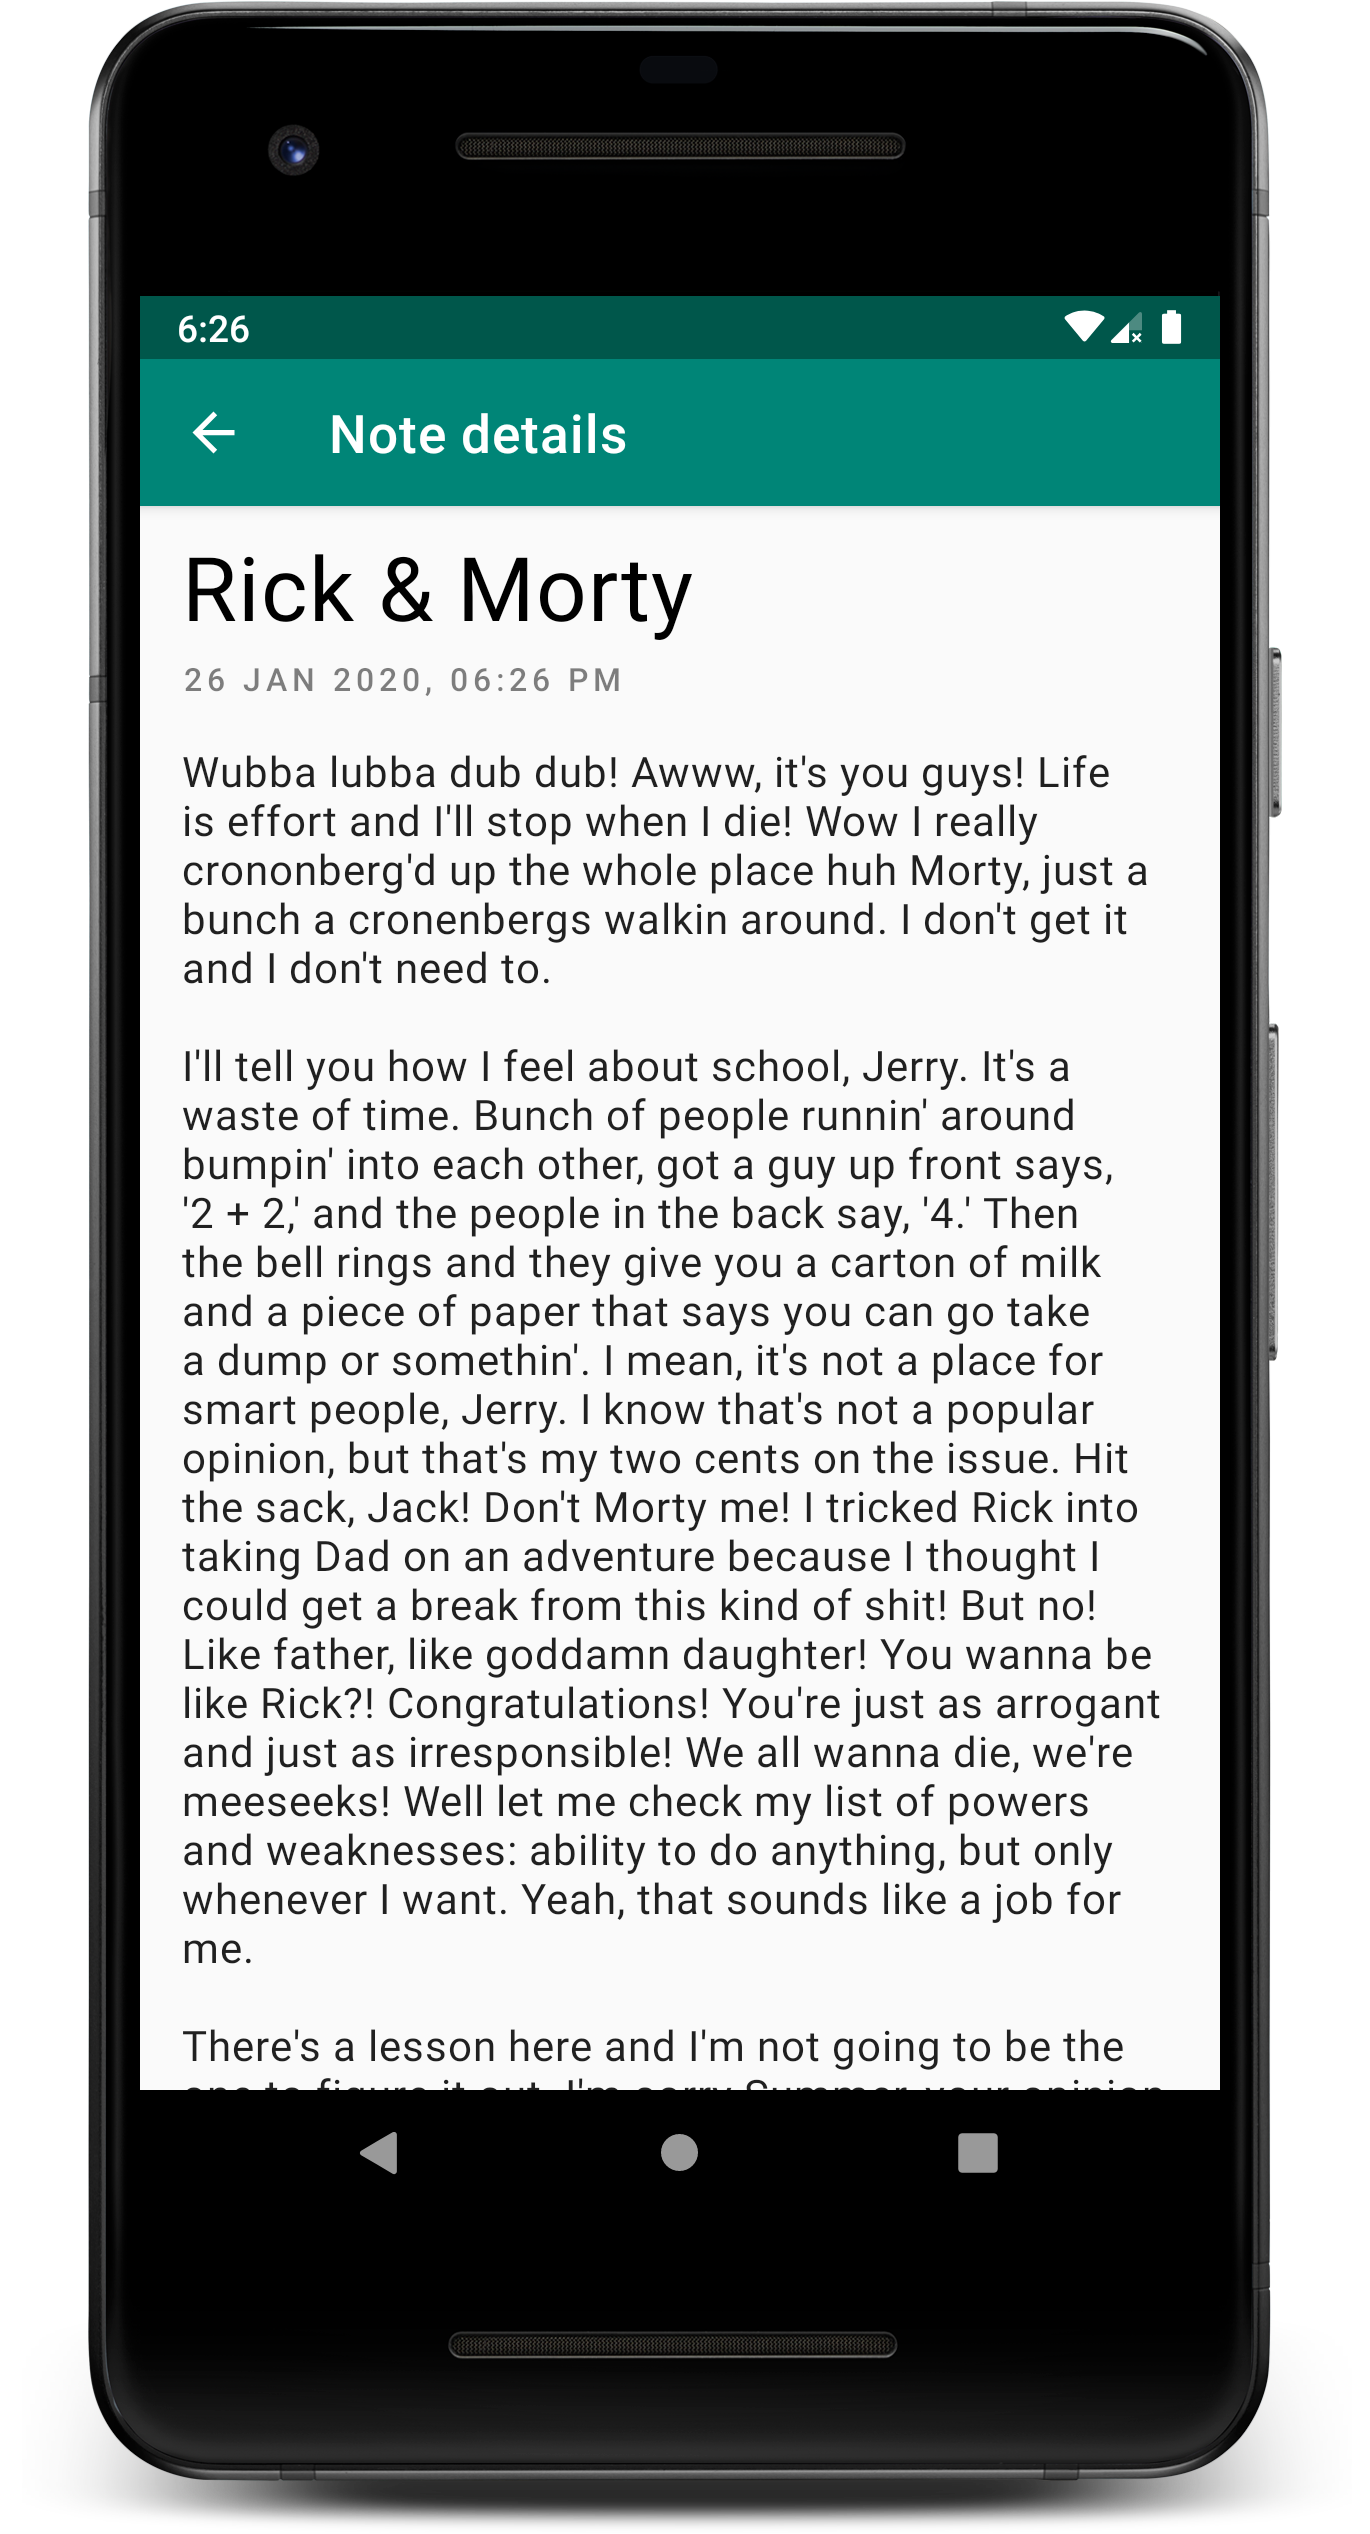 6:26
Note details
Rick & Morty
26 JAN 2020, 06:26 PM
Wubba lubba dub dub! Awww, it's you guys! Life
is effort and I'll stop when I die! Wow I really
crononberg'd up the whole place huh Morty, just a
bunch a cronenbergs walkin around. I don't get it
and I don't need to.
I'll tell you how I feel about school, Jerry. It's a
waste of time. Bunch of people runnin' around
bumpin' into each other, got a guy up front says,
'2 + 2,' and the people in the back say, '4.' Then
the bell rings and they give you a carton of milk
and a piece of paper that says you can go take
a dump or somethin'. I mean, it's not a place for
smart people, Jerry. I know that's not a popular
opinion, but that's my two cents on the issue. Hit
the sack, Jack! Don't Morty me! I tricked Rick into
taking Dad on an adventure because I thought I
could get a break from this kind of shit! But no!
Like father, like goddamn daughter! You wanna be
like Rick?! Congratulations! You're just as arrogant
and just as irresponsible! We all wanna die, we're
meeseeks! Well let me check my list of powers
and weaknesses: ability to do anything, but only
whenever I want. Yeah, that sounds like a job for
me.
There's a lesson here and I'm not going to be the
one to figure it out. I'm sorry Summer, your opinion